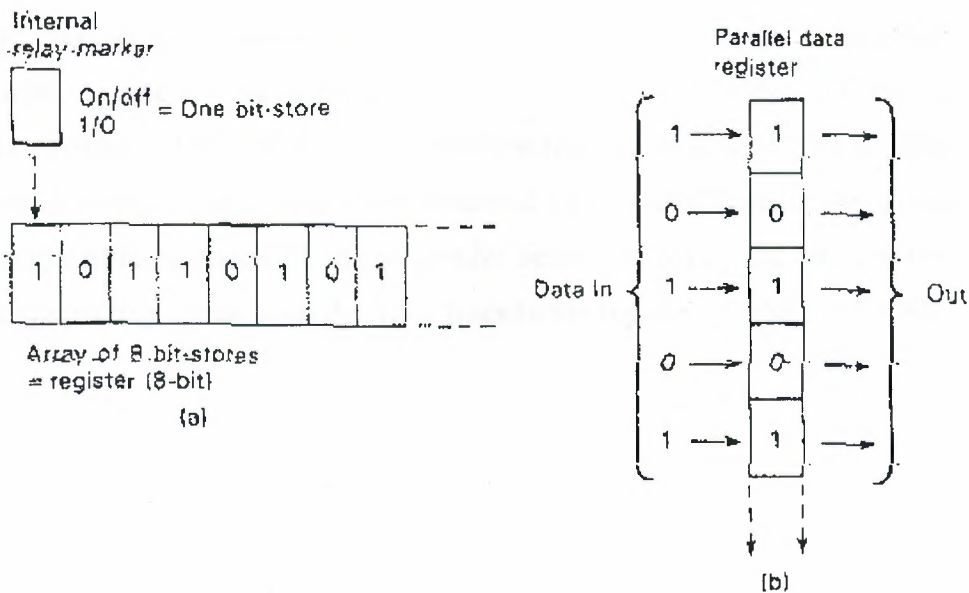 Internal
relay-marker
On/off
1/0
= One bit-store
1 0 1 1 0 1 0 1
Array of 8 bit-stores
= register (8-bit)
(a)
Parallel data
register
1 1
0 0
Data in 1 1 Out
0 0
1 1
(b)